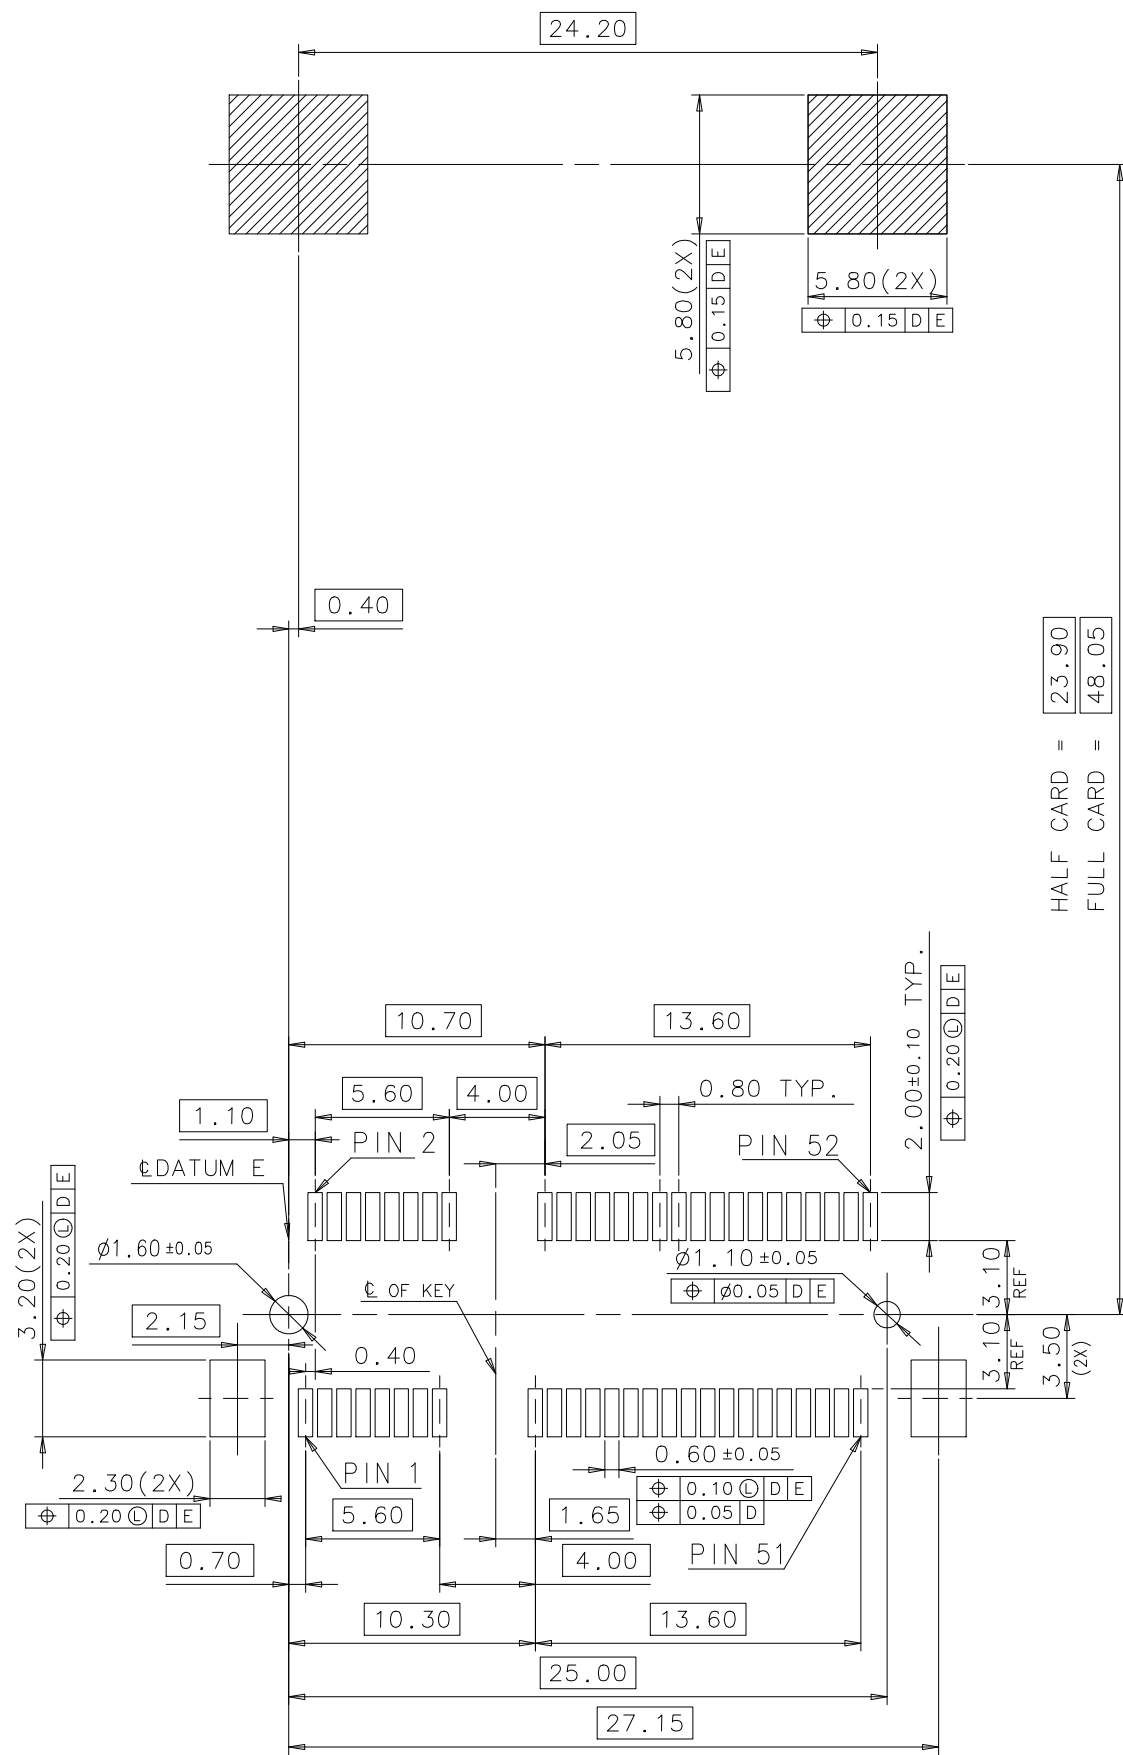 24.20
5.80(2X)
⌖ 0.15 D E
5.80(2X)
⌖ 0.15 D E
0.40
HALF CARD = 23.90
FULL CARD = 48.05
10.70
13.60
2.00±0.10 TYP.
⌖ 0.20 Ⓛ D E
5.60
4.00
0.80 TYP.
1.10
PIN 2
2.05
PIN 52
℄DATUM E
3.20(2X)
⌖ 0.20 Ⓛ D E
Ø1.60±0.05
Ø1.10±0.05
⌖ Ø0.05 D E
℄ OF KEY
3.10
REF
2.15
0.40
3.10
REF
3.50
(2X)
PIN 1
0.60±0.05
⌖ 0.10 Ⓛ D E
⌖ 0.05 D
2.30(2X)
⌖ 0.20 Ⓛ D E
5.60
1.65
PIN 51
0.70
4.00
10.30
13.60
25.00
27.15